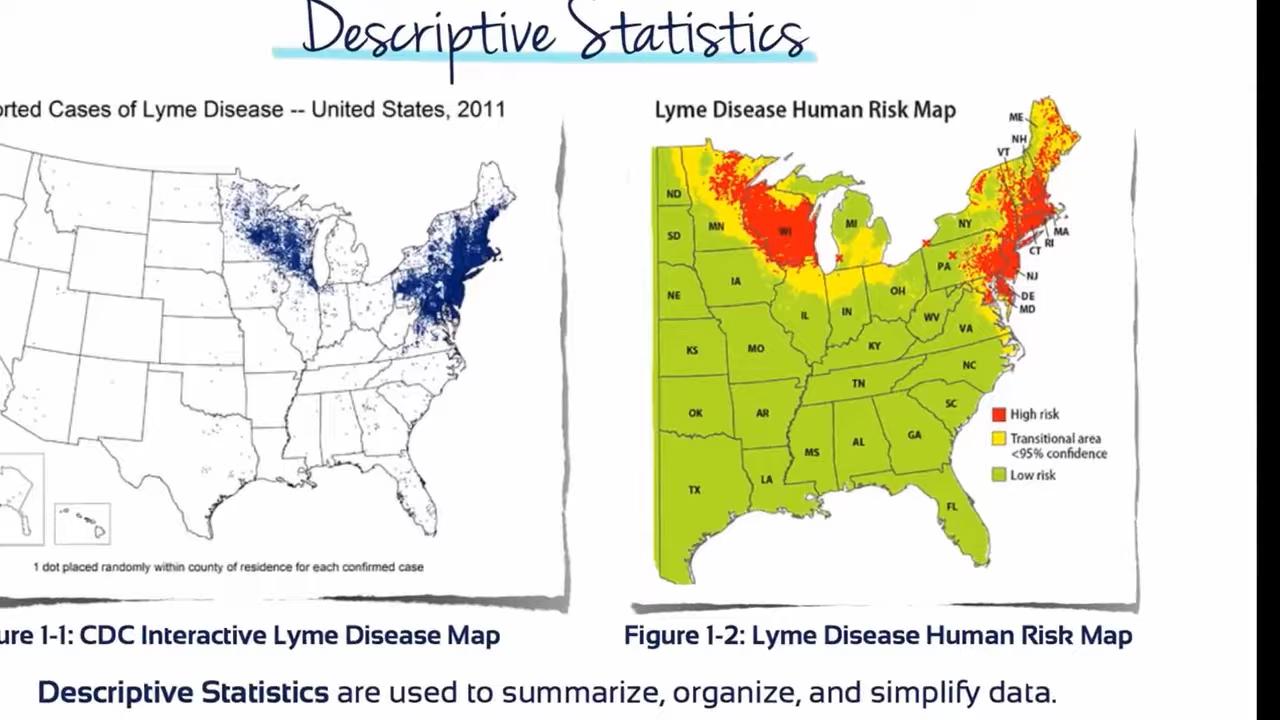 Descriptive Statistics
orted Cases of Lyme Disease -- United States, 2011
1 dot placed randomly within county of residence for each confirmed case
ure 1-1: CDC Interactive Lyme Disease Map
Lyme Disease Human Risk Map
ME
NH
VT
ND
MN
WI
MI
NY
MA
RI
CT
SD
PA
NJ
IA
NE
OH
DE
MD
IL
IN
WV
VA
KS
MO
KY
NC
TN
OK
AR
SC
MS
AL
GA
TX
LA
FL
High risk
Transitional area
<95% confidence
Low risk
Figure 1-2: Lyme Disease Human Risk Map
Descriptive Statistics are used to summarize, organize, and simplify data.